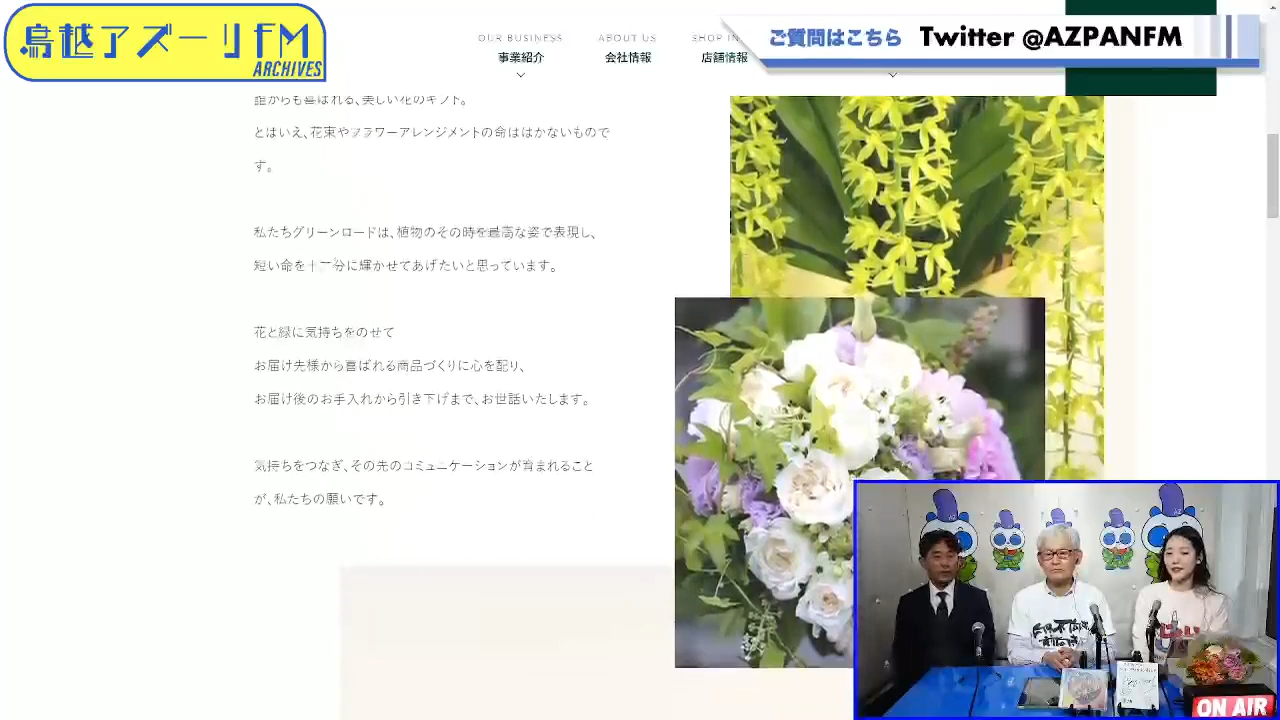 鳥越アズーリFM
ARCHIVES
OUR BUSINESS
事業紹介
ABOUT US
会社情報
SHOP IN
店舗情報
ご質問はこちら Twitter @AZPANFM
誰からも喜ばれる、美しい花のギフト。
とはいえ、花束やフラワーアレンジメントの命ははかないもので
す。
私たちグリーンロードは、植物のその時を最高な姿で表現し、
短い命を十二分に輝かせてあげたいと思っています。
花と緑に気持ちをのせて
お届け先様から喜ばれる商品づくりに心を配り、
お届け後のお手入れから引き下げまで、お世話いたします。
気持ちをつなぎ、その先のコミュニケーションが育まれること
が、私たちの願いです。
ON AIR